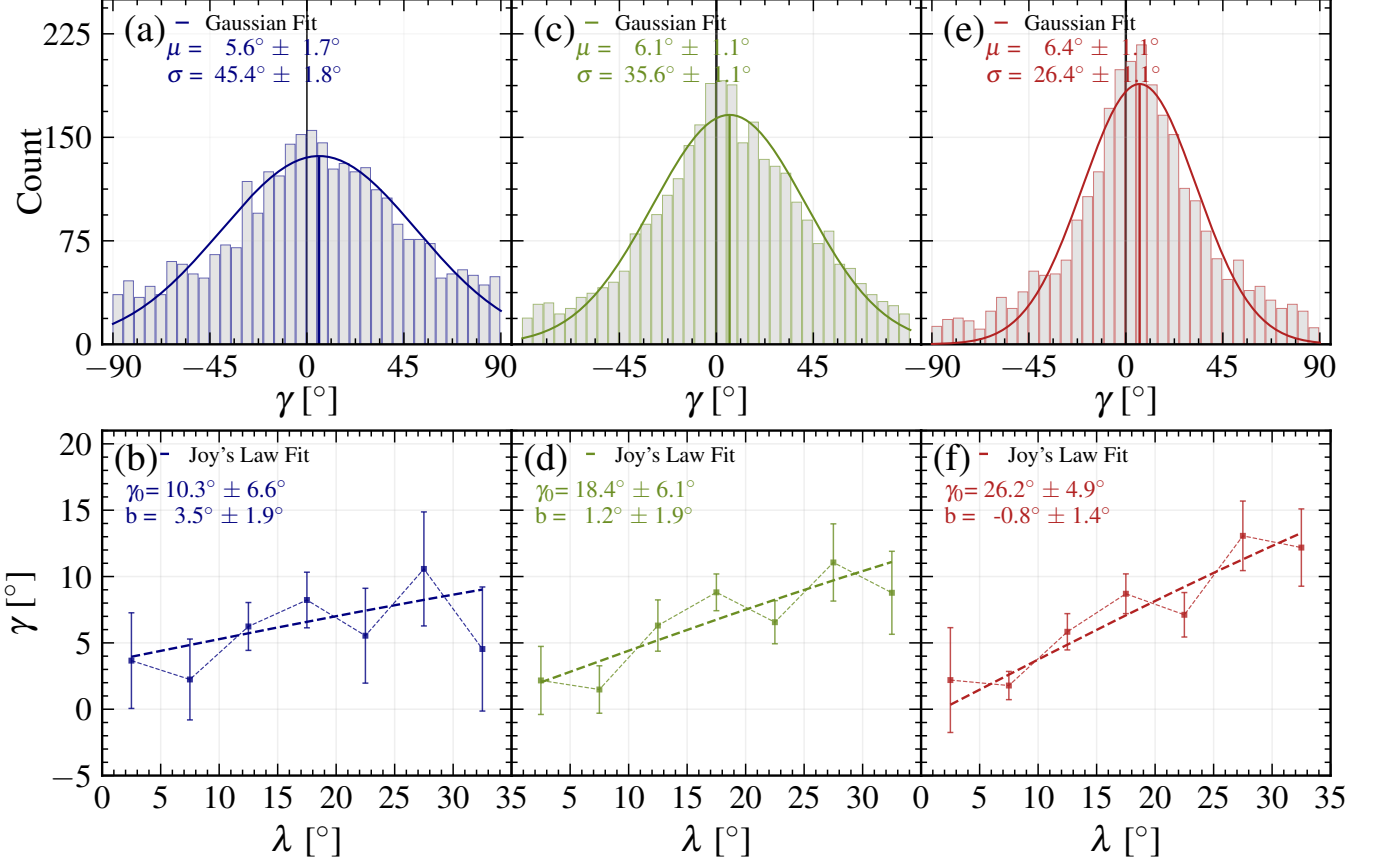 (a) Gaussian Fit
μ = 5.6° ± 1.7°
σ = 45.4° ± 1.8°
(c) Gaussian Fit
μ = 6.1° ± 1.1°
σ = 35.6° ± 1.1°
(e) Gaussian Fit
μ = 6.4° ± 1.1°
σ = 26.4° ± 1.1°
225
150
75
0
Count
−90 −45 0 45 90
−45 0 45
−90 −45 0 45 90
γ [°]
γ [°]
γ [°]
(b) Joy's Law Fit
γ0= 10.3° ± 6.6°
b = 3.5° ± 1.9°
(d) Joy's Law Fit
γ0= 18.4° ± 6.1°
b = 1.2° ± 1.9°
(f) Joy's Law Fit
γ0= 26.2° ± 4.9°
b = -0.8° ± 1.4°
20
15
10
5
0
−5
γ [°]
0 5 10 15 20 25 30 35
5 10 15 20 25 30
0 5 10 15 20 25 30 35
λ [°]
λ [°]
λ [°]